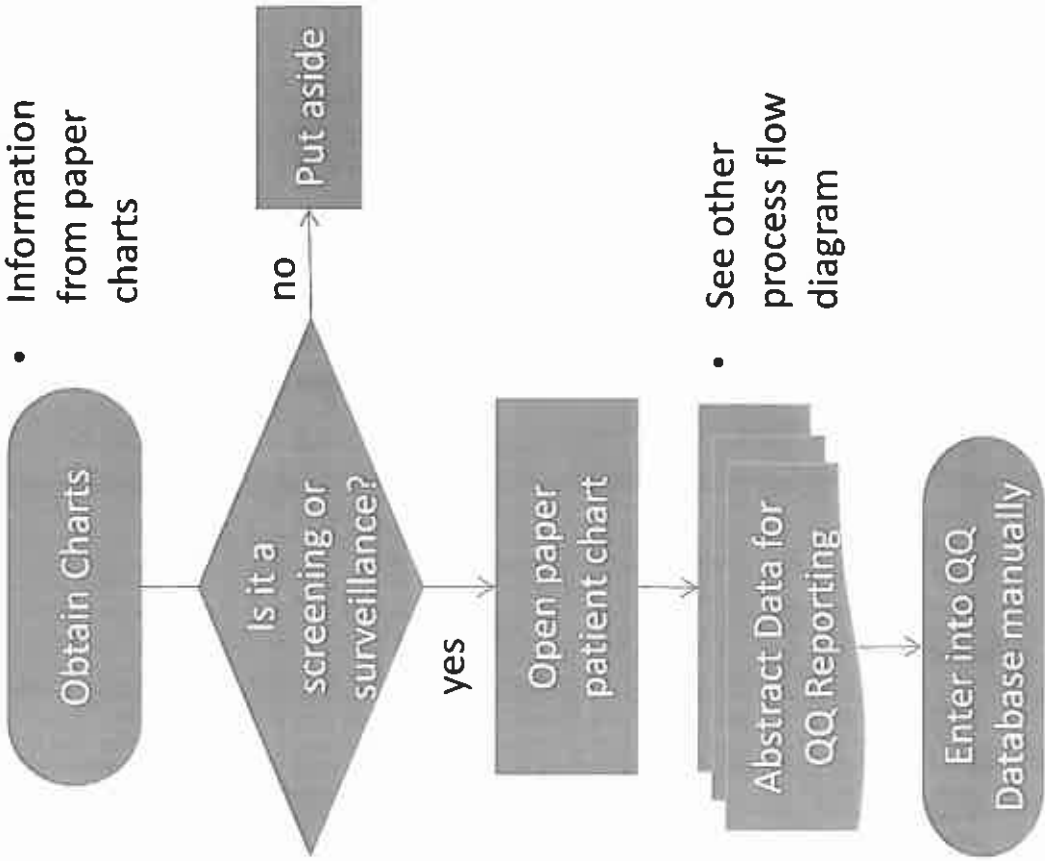 Obtain Charts
• Information
from paper
charts
Is it a
screening or
surveillance?
no
Put aside
yes
Open paper
patient chart
Abstract Data for
QQ Reporting
• See other
process flow
diagram
Enter into QQ
Database manually